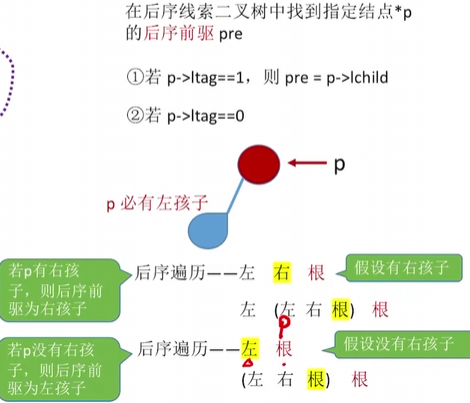 在后序线索二叉树中找到指定结点*p
的后序前驱 pre
①若 p->ltag==1，则 pre = p->lchild
②若 p->ltag==0
p
p 必有左孩子
若p有右孩
子，则后序前
驱为右孩子
后序遍历——左 右 根
假设有右孩子
左 (左 右 根) 根
p
若p没有右孩
子，则后序前
驱为左孩子
后序遍历——左 根
假设没有右孩子
(左 右 根) 根